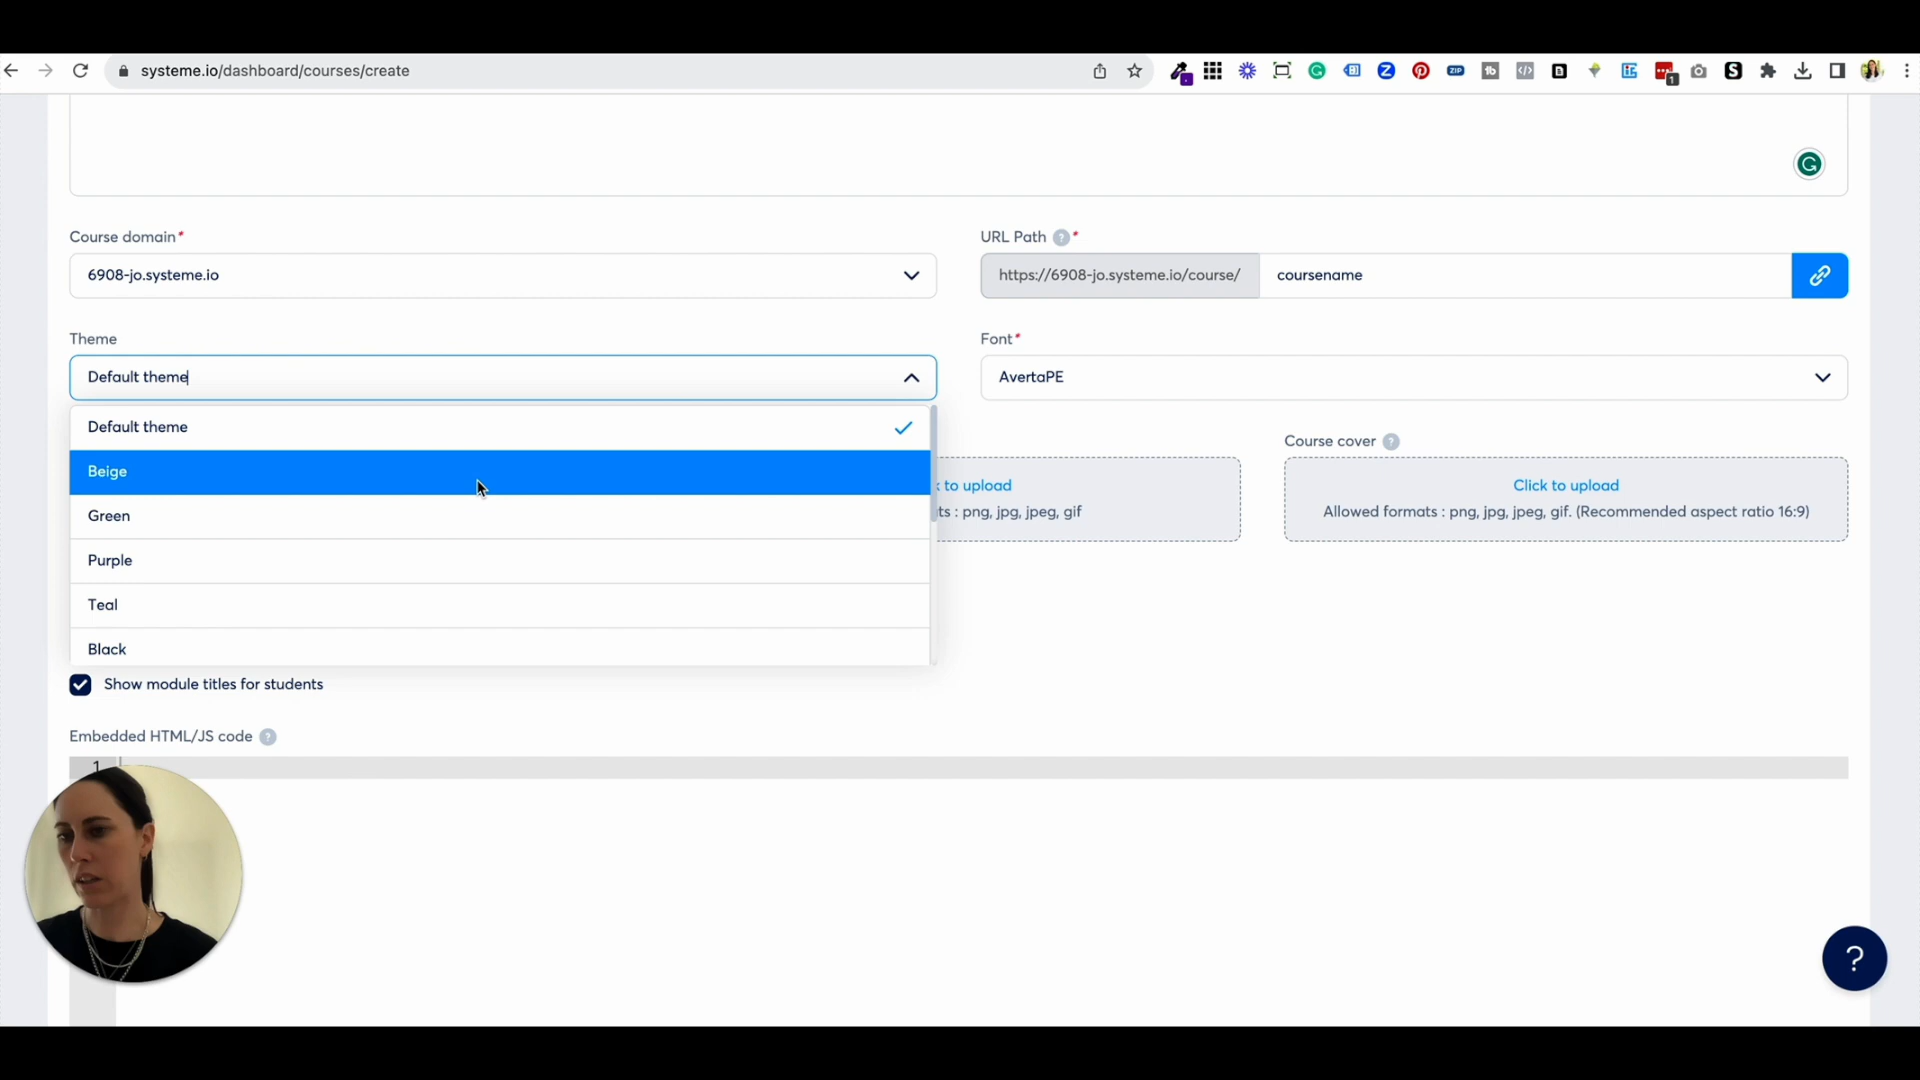 systeme.io/dashboard/courses/create
Course domain*
URL Path ? *
6908-jo.systeme.io
https://6908-jo.systeme.io/course/ coursename
Theme
Font*
Default theme
AvertaPE
Default theme
Beige
Green
Purple
Teal
Black
k to upload
ts : png, jpg, jpeg, gif
Course cover ?
Click to upload
Allowed formats : png, jpg, jpeg, gif. (Recommended aspect ratio 16:9)
Show module titles for students
Embedded HTML/JS code ?
1
?